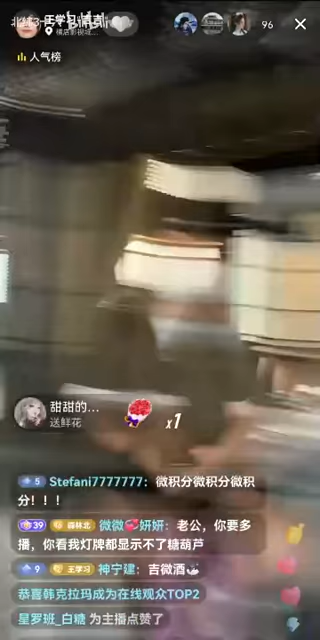 96
人气榜
甜甜的...
送鲜花
x1
5 Stefani7777777：微积分微积分微积
分！！！
39 森林北 微微💞妍妍：老公，你要多
播，你看我灯牌都显示不了糖葫芦
9 王学习 神宁建：吉微酒
恭喜韩克拉玛成为在线观众TOP2
星罗班_白糖 为主播点赞了